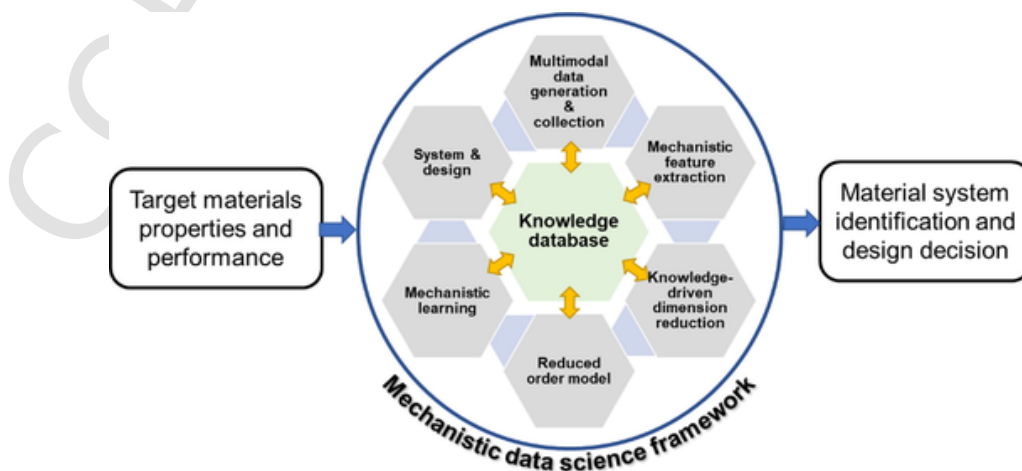 Multimodal
data
generation
&
collection
System &
design
Mechanistic
feature
extraction
Target materials
properties and
performance
Knowledge
database
Material system
identification and
design decision
Mechanistic
learning
Knowledge-
driven
dimension
reduction
Reduced
order model
Mechanistic data science framework